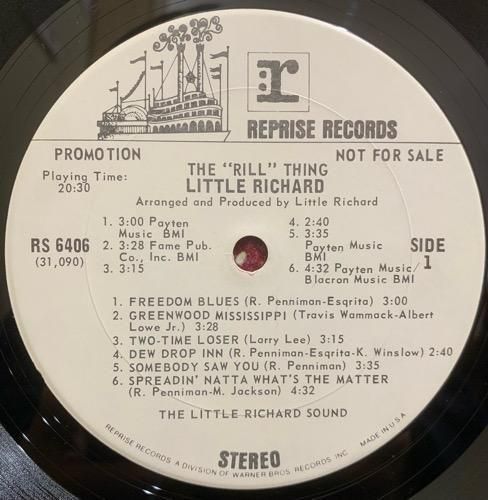 r
REPRISE RECORDS
PROMOTION
NOT FOR SALE
Playing Time:
20:30
THE "RILL" THING
LITTLE RICHARD
Arranged and Produced by Little Richard
1. 3:00 Payten
Music BMI
2. 3:28 Fame Pub.
Co., Inc. BMI
3. 3:15
4. 2:40
5. 3:35
Payten Music
BMI
6. 4:32 Payten Music/
Blacron Music BMI
RS 6406
(31,090)
SIDE
1
1. FREEDOM BLUES (R. Penniman-Esqrita) 3:00
2. GREENWOOD MISSISSIPPI (Travis Wammack-Albert
Lowe Jr.) 3:28
3. TWO-TIME LOSER (Larry Lee) 3:15
4. DEW DROP INN (R. Penniman-Esqrita-K. Winslow) 2:40
5. SOMEBODY SAW YOU (R. Penniman) 3:35
6. SPREADIN' NATTA WHAT'S THE MATTER
(R. Penniman-M. Jackson) 4:32
THE LITTLE RICHARD SOUND
STEREO
REPRISE RECORDS, A DIVISION OF WARNER BROS. RECORDS, INC.
MADE IN U.S.A.